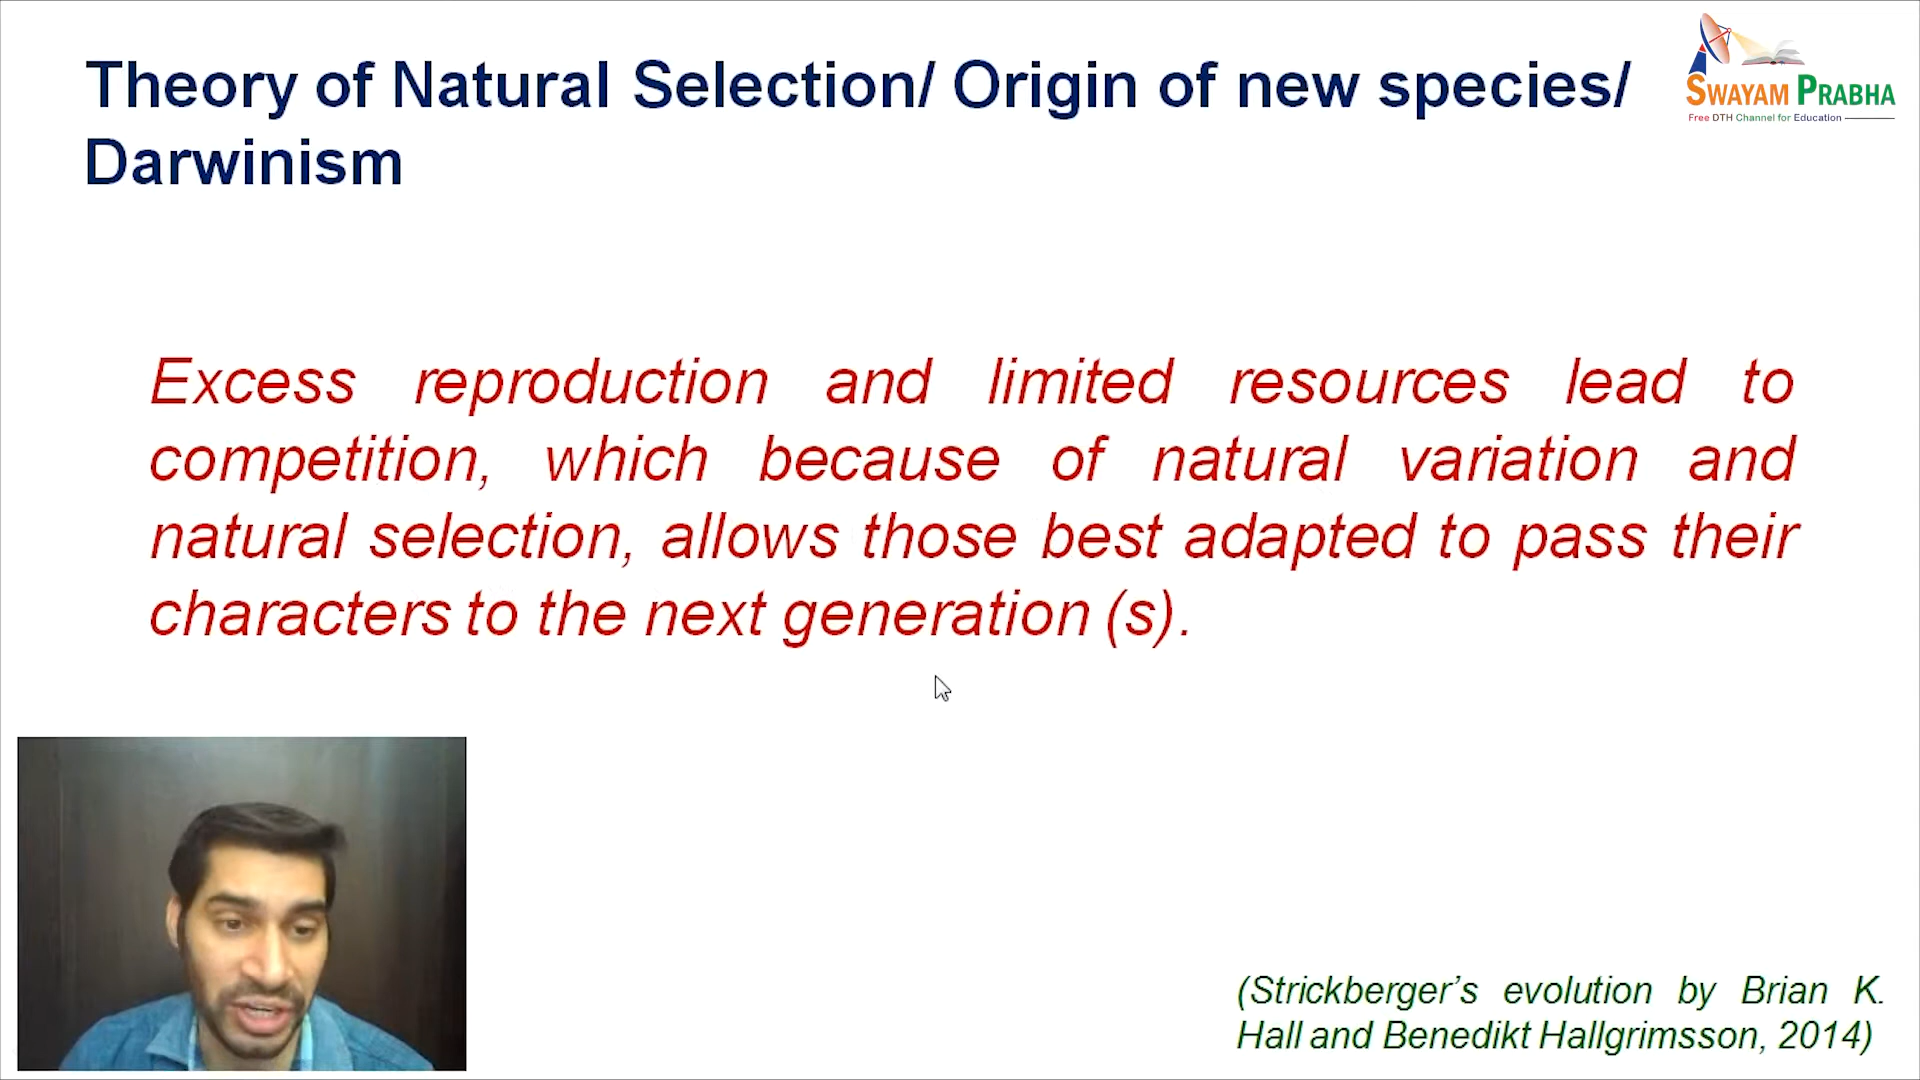 Theory of Natural Selection/ Origin of new species/
Darwinism
SWAYAM PRABHA
Free DTH Channel for Education
Excess reproduction and limited resources lead to
competition, which because of natural variation and
natural selection, allows those best adapted to pass their
characters to the next generation (s).
(Strickberger’s evolution by Brian K.
Hall and Benedikt Hallgrimsson, 2014)